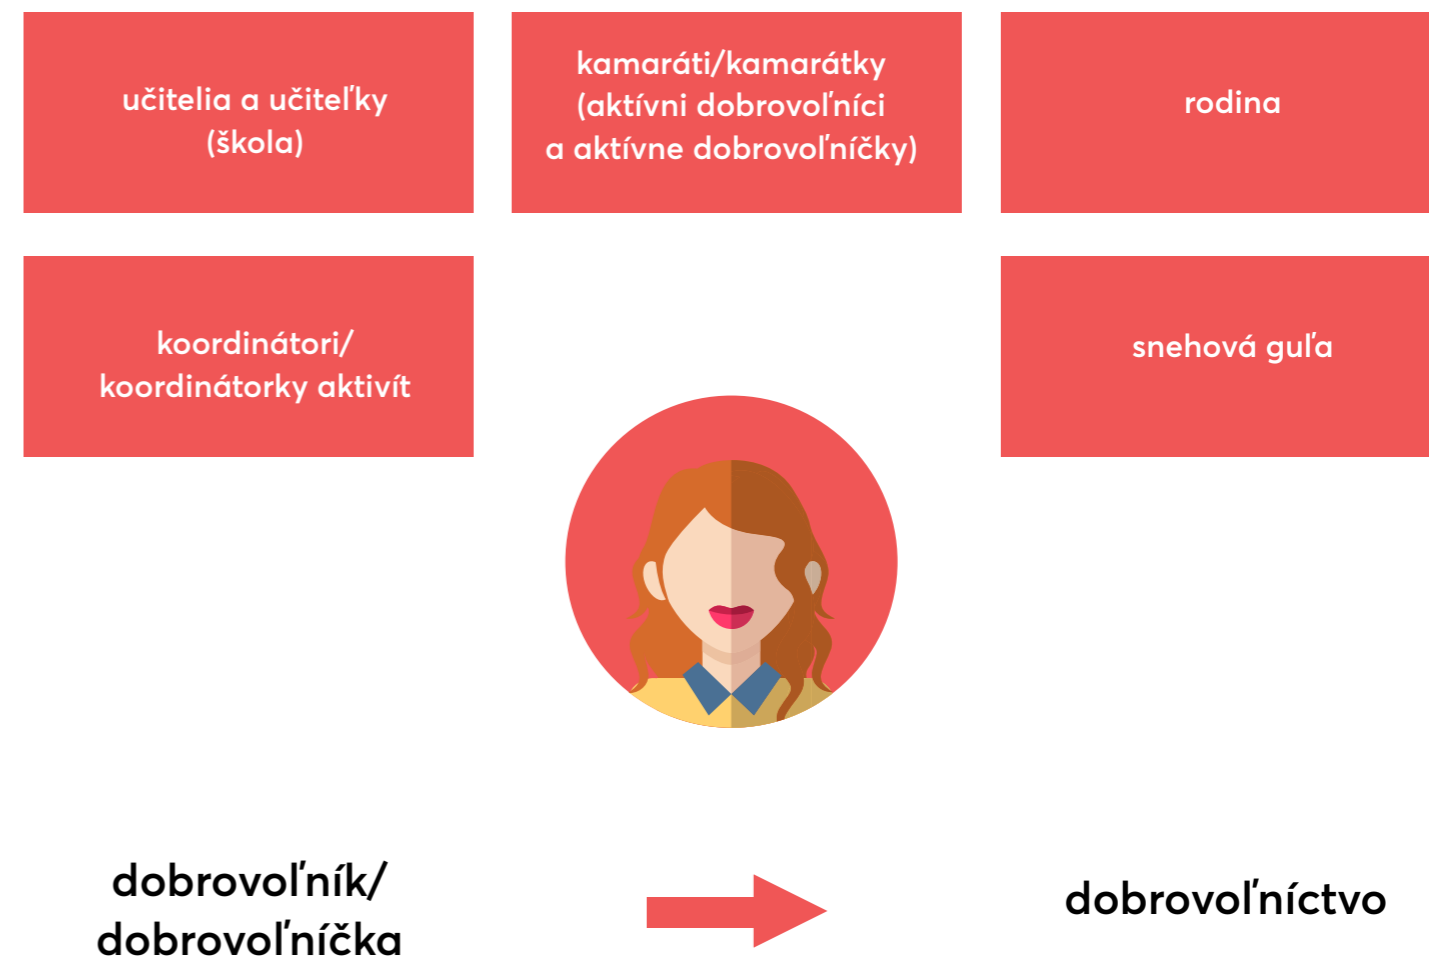 učitelia a učiteľky
(škola)
kamaráti/kamarátky
(aktívni dobrovoľníci
a aktívne dobrovoľníčky)
rodina
koordinátori/
koordinátorky aktivít
snehová guľa
dobrovoľník/
dobrovoľníčka
dobrovoľníctvo